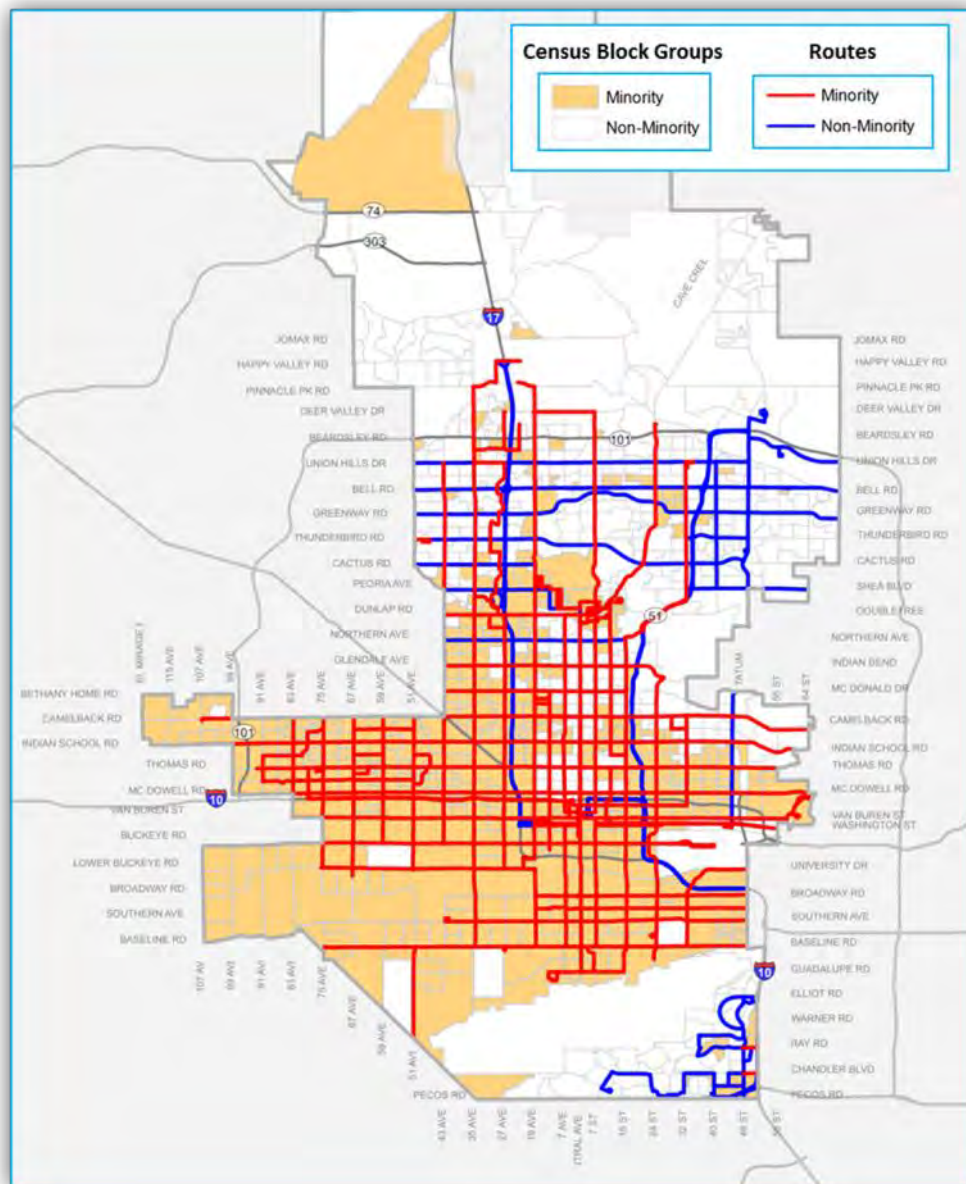 Census Block Groups
Minority
Non-Minority
Routes
Minority
Non-Minority
74
303
CAVE CREE
17
JOMAX RD
HAPPY VALLEY RD
PINNACLE PK RD
DEER VALLEY DR
BEARDSLEY RD
UNION HILLS DR
BELL RD
GREENWAY RD
THUNDERBIRD RD
CACTUS RD
PEORIA AVE
DUNLAP RD
NORTHERN AVE
GLENDALE AVE
JOMAX RD
HAPPY VALLEY RD
PINNACLE PK RD
DEER VALLEY DR
BEARDSLEY RD
UNION HILLS DR
BELL RD
GREENWAY RD
THUNDERBIRD RD
CACTUS RD
SHEA BLVD
NORTHERN AVE
INDIAN BEND
MC DONALD DR
CAMELBACK RD
INDIAN SCHOOL RD
THOMAS RD
MC DOWELL RD
VAN BUREN ST
WASHINGTON ST
UNIVERSITY DR
BROADWAY RD
SOUTHERN AVE
BASELINE RD
GUADALUPE RD
ELLIOT RD
WARNER RD
RAY RD
CHANDLER BLVD
PECOS RD
101
51
TATUM
56 ST
64 ST
EL MIRAGE
115 AVE
107 AVE
99 AVE
91 AVE
83 AVE
75 AVE
67 AVE
59 AVE
51 AVE
BETHANY HOME RD
CAMELBACK RD
INDIAN SCHOOL RD
THOMAS RD
MC DOWELL RD
VAN BUREN ST
BUCKEYE RD
LOWER BUCKEYE RD
BROADWAY RD
SOUTHERN AVE
BASELINE RD
101
10
10
107 AV
99 AVE
91 AVE
83 AVE
75 AVE
67 AVE
59 AVE
51 AVE
PECOS RD
43 AVE
35 AVE
27 AVE
19 AVE
7 AVE
NTRAL AVE
7 ST
16 ST
24 ST
32 ST
40 ST
48 ST
56 ST